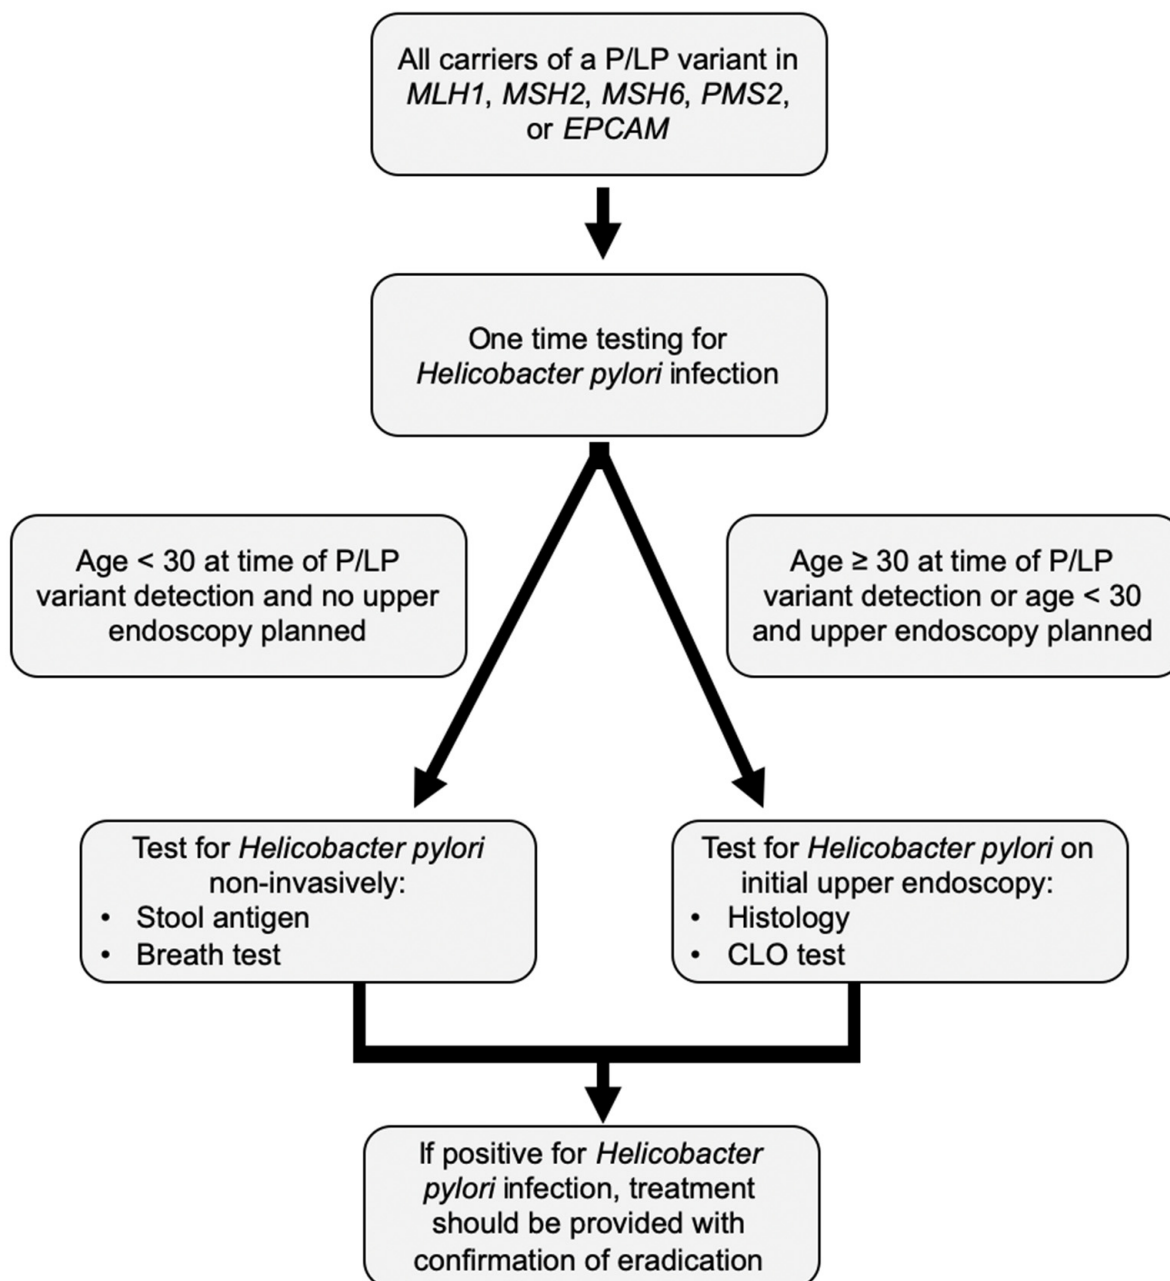 All carriers of a P/LP variant in
MLH1, MSH2, MSH6, PMS2,
or EPCAM
One time testing for
Helicobacter pylori infection
Age < 30 at time of P/LP
variant detection and no upper
endoscopy planned
Age ≥ 30 at time of P/LP
variant detection or age < 30
and upper endoscopy planned
Test for Helicobacter pylori
non-invasively:
• Stool antigen
• Breath test
Test for Helicobacter pylori on
initial upper endoscopy:
• Histology
• CLO test
If positive for Helicobacter
pylori infection, treatment
should be provided with
confirmation of eradication